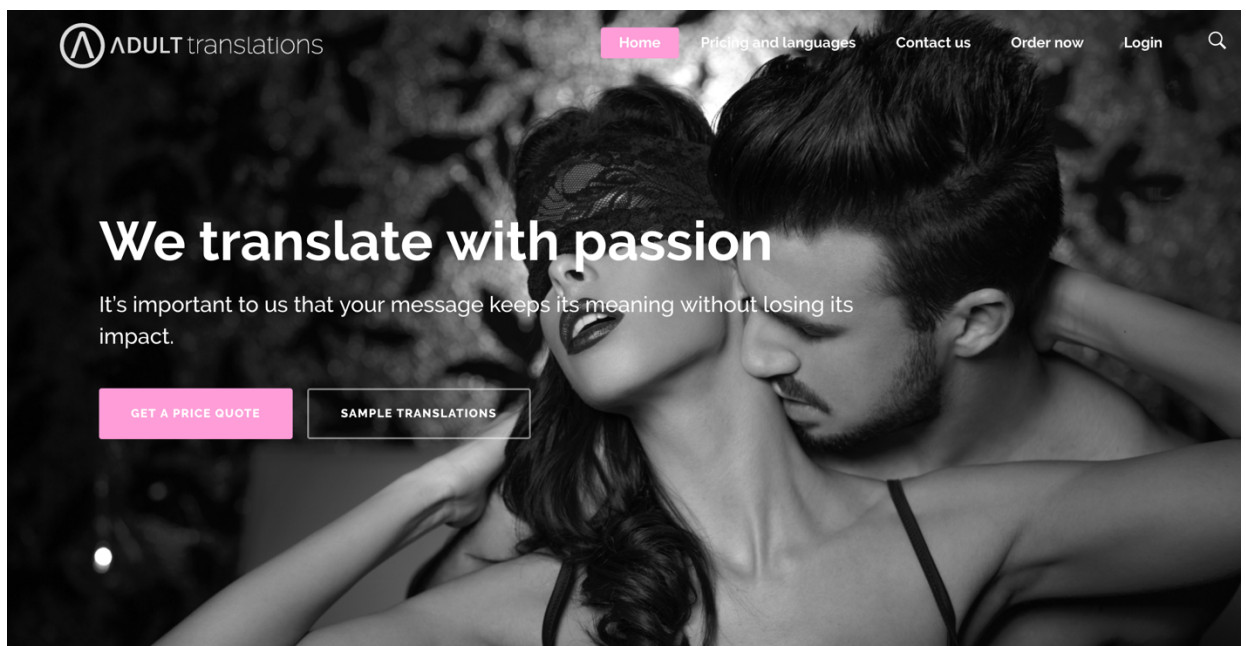 ADULT translations
Home
Pricing and languages
Contact us
Order now
Login
We translate with passion
It's important to us that your message keeps its meaning without losing its
impact.
GET A PRICE QUOTE
SAMPLE TRANSLATIONS